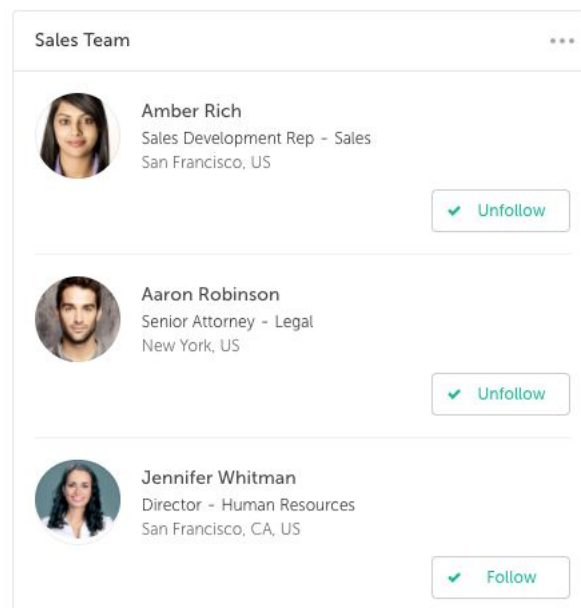 Sales Team
Amber Rich
Sales Development Rep - Sales
San Francisco, US
Unfollow
Aaron Robinson
Senior Attorney - Legal
New York, US
Unfollow
Jennifer Whitman
Director - Human Resources
San Francisco, CA, US
Follow